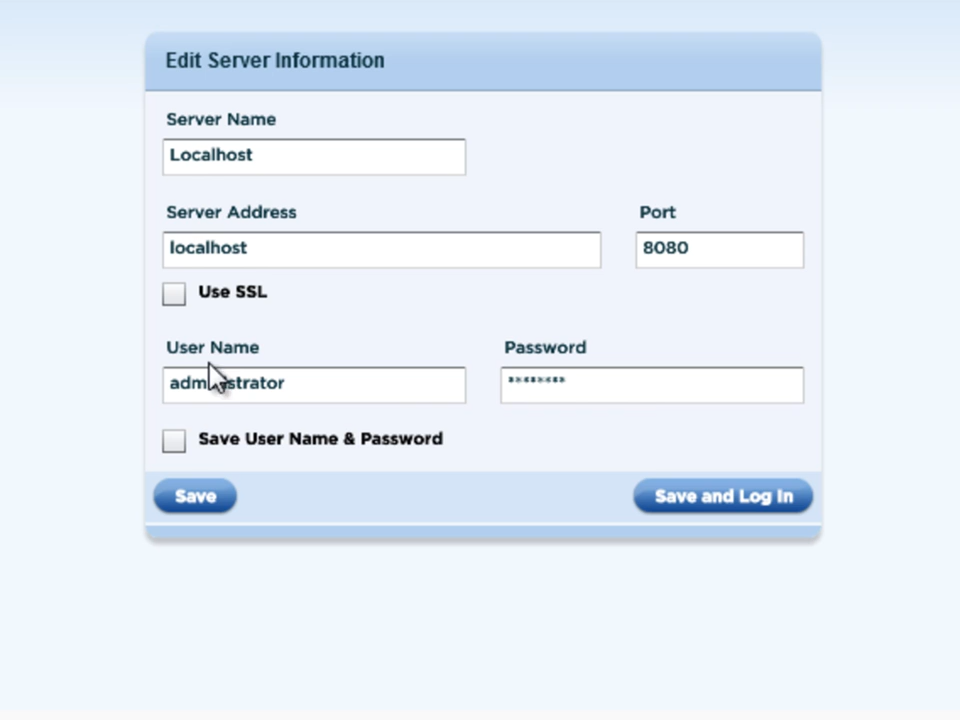 Edit Server Information
Server Name
Localhost
Server Address Port
localhost 8080
Use SSL
User Name Password
administrator ********
Save User Name & Password
Save Save and Log In